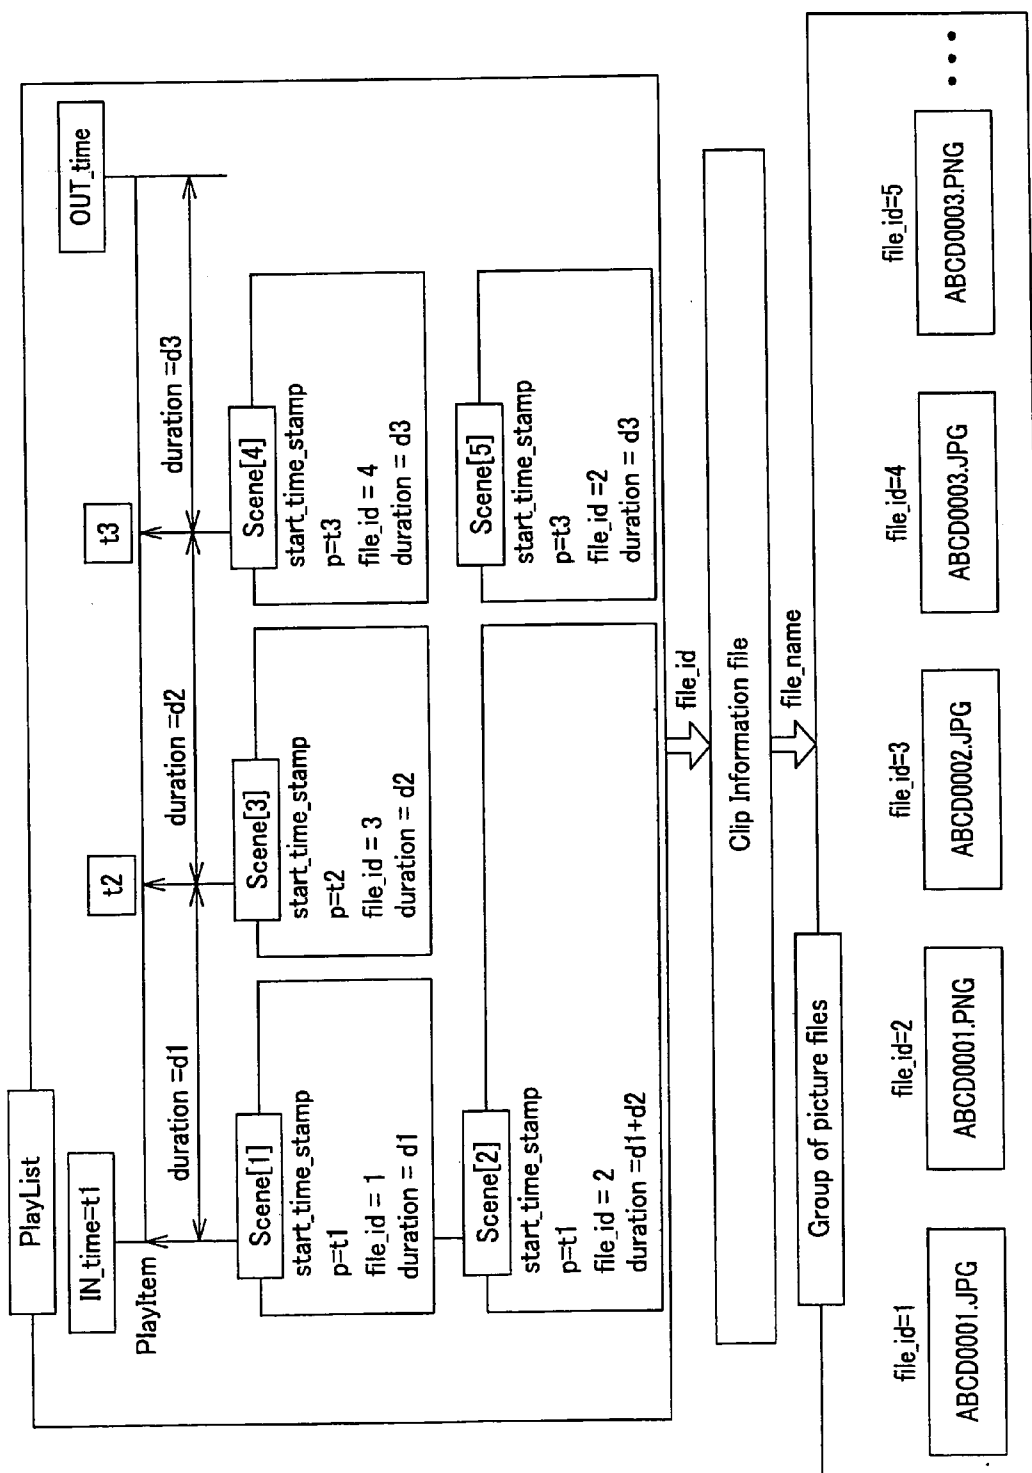 PlayList
IN_time=t1
t2
t3
OUT_time
PlayItem
duration =d1
duration =d2
duration =d3
Scene[1]
start_time_stamp
p=t1
file_id = 1
duration = d1
Scene[3]
start_time_stamp
p=t2
file_id = 3
duration = d2
Scene[4]
start_time_stamp
p=t3
file_id = 4
duration = d3
Scene[2]
start_time_stamp
p=t1
file_id = 2
duration =d1+d2
Scene[5]
start_time_stamp
p=t3
file_id =2
duration = d3
file_id
Clip Information file
file_name
Group of picture files
file_id=1
ABCD0001.JPG
file_id=2
ABCD0001.PNG
file_id=3
ABCD0002.JPG
file_id=4
ABCD0003.JPG
file_id=5
ABCD0003.PNG
• • •